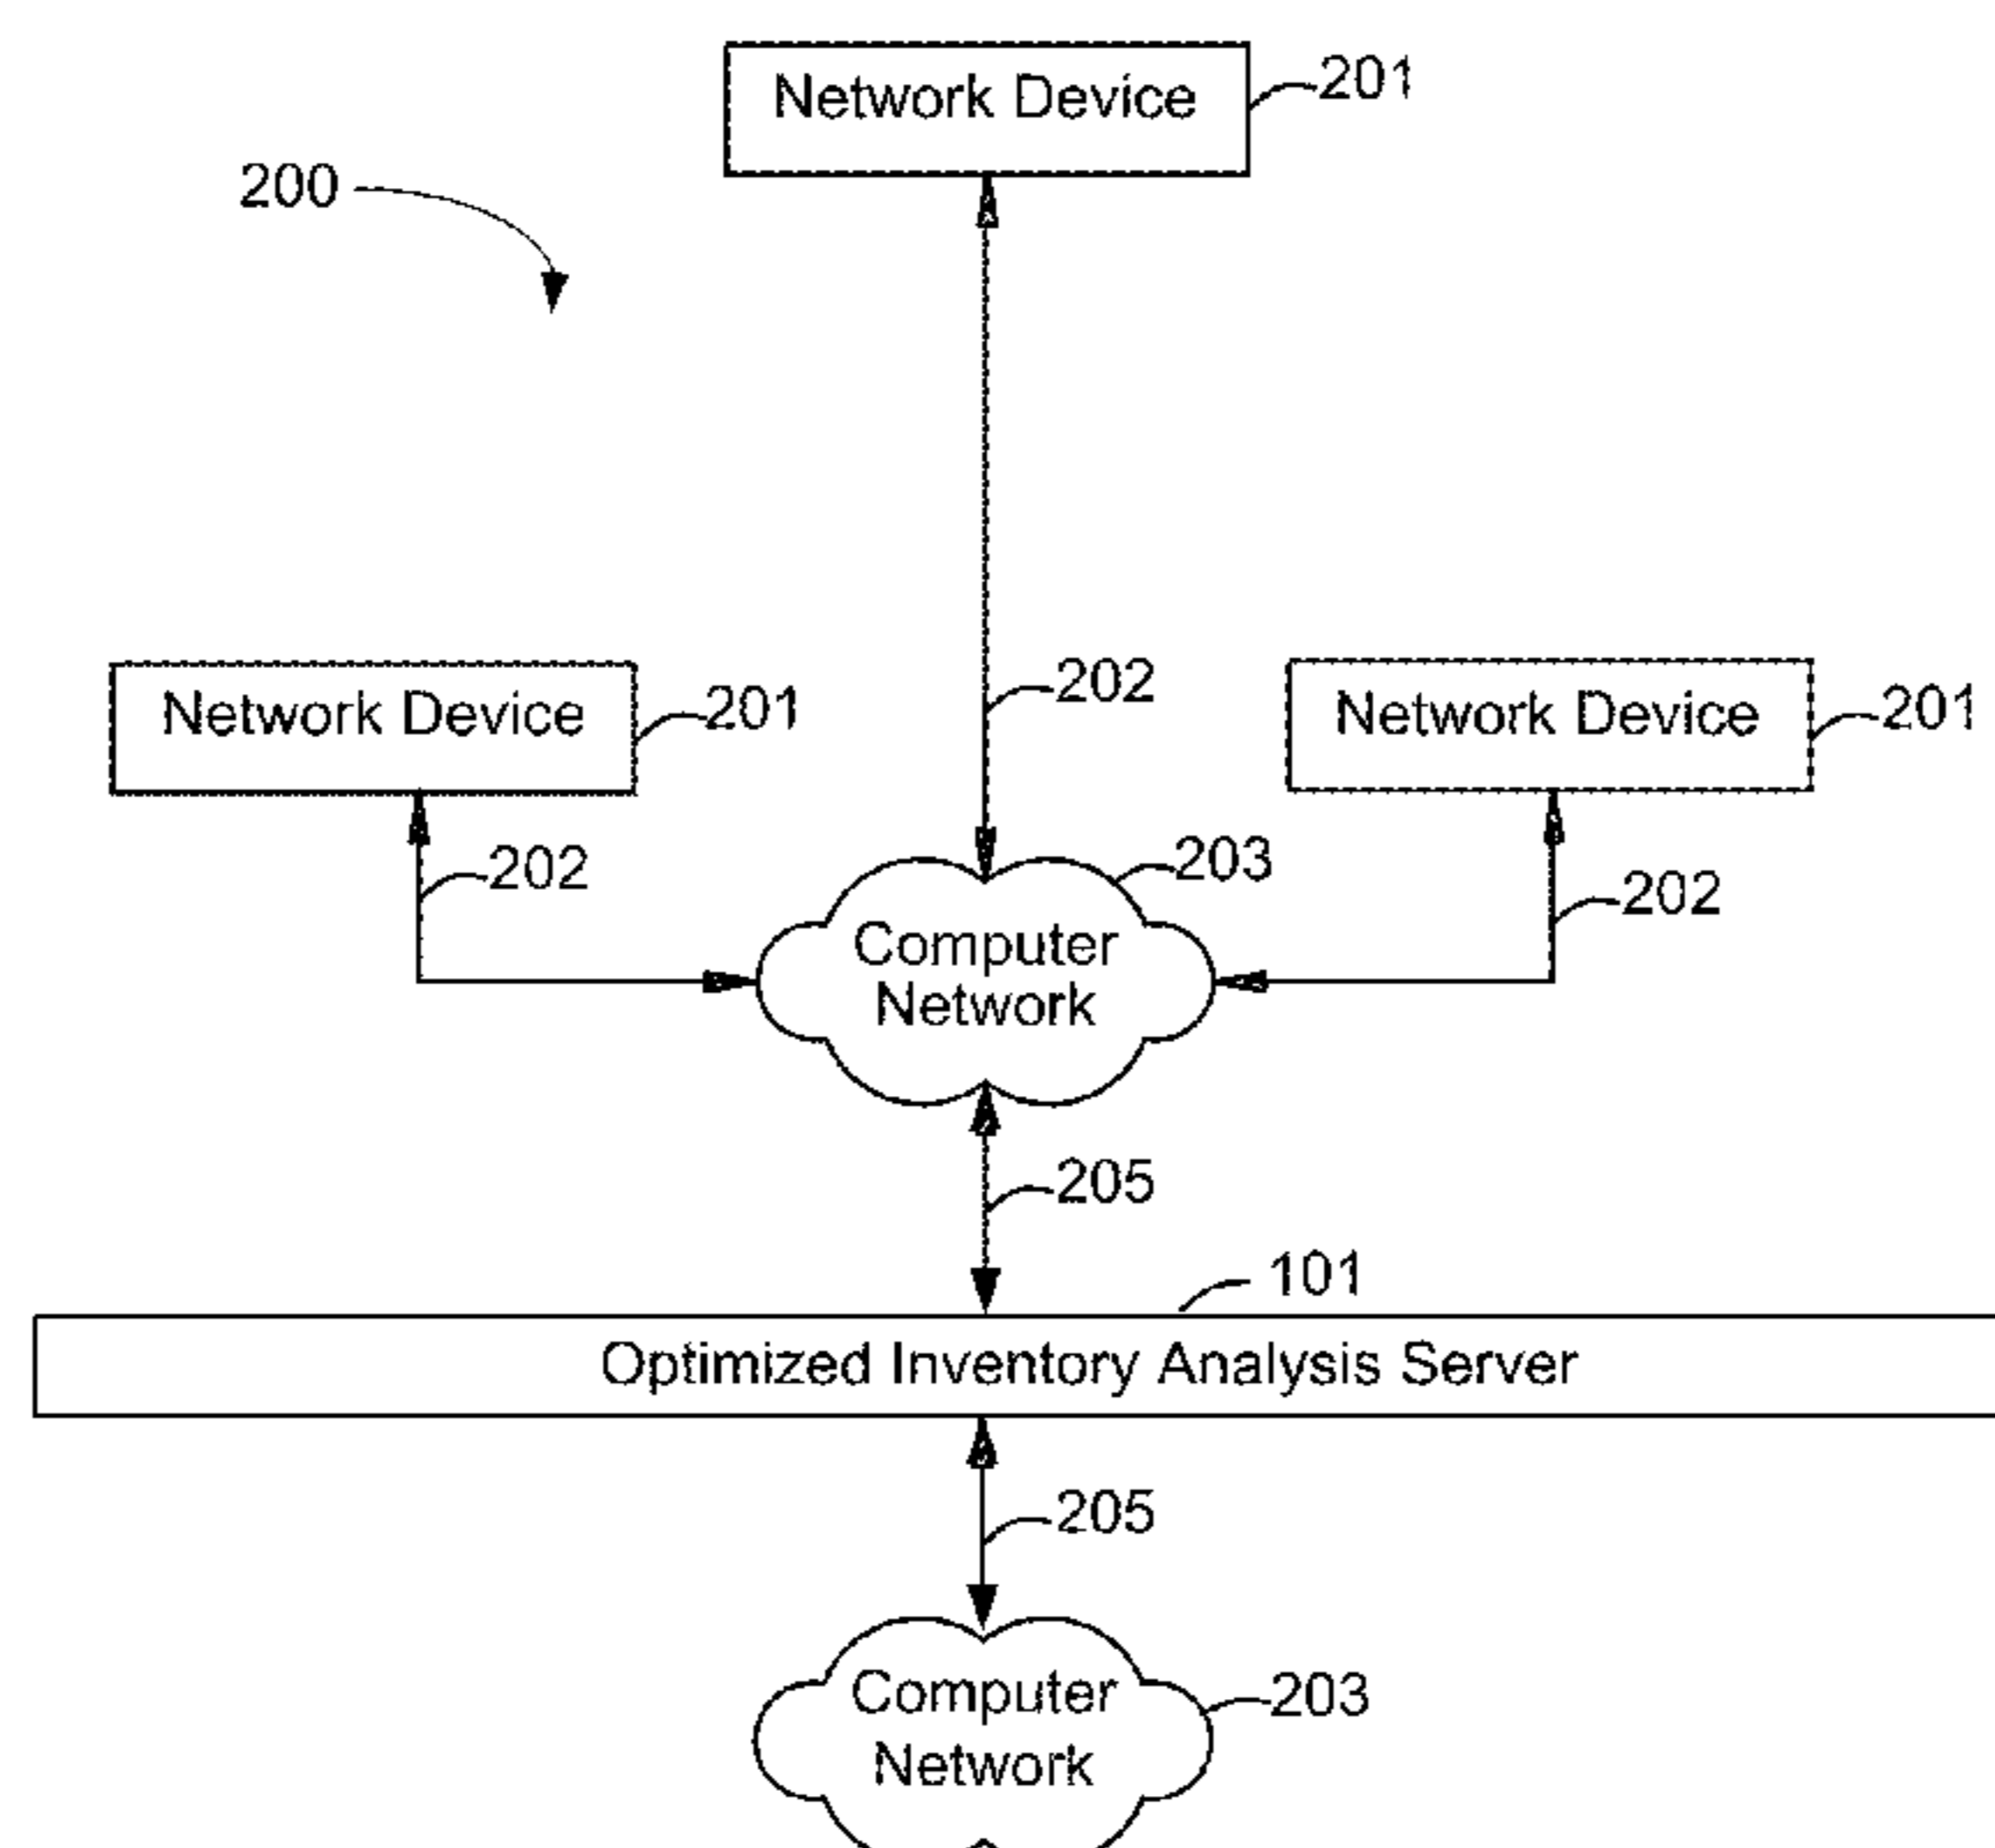 Network Device
201
200
202
Network Device
201
Network Device
201
202
203
202
Computer
Network
205
101
Optimized Inventory Analysis Server
205
Computer
Network
203